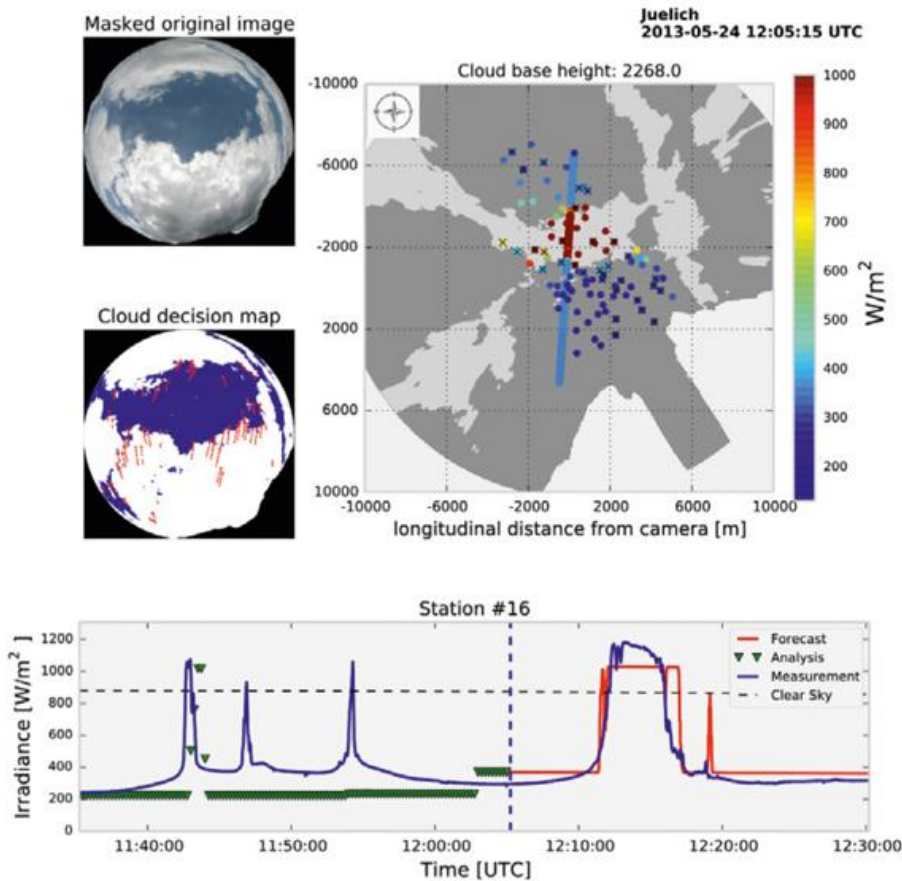 Masked original image
Juelich
2013-05-24 12:05:15 UTC
Cloud base height: 2268.0
-10000
-6000
-2000
2000
6000
10000
-10000
-6000
-2000
2000
6000
10000
longitudinal distance from camera [m]
1000
900
800
700
600
500
400
300
200
W/m²
Cloud decision map
Station #16
Irradiance [W/m² ]
1200
1000
800
600
400
200
0
Forecast
Analysis
Measurement
Clear Sky
11:40:00
11:50:00
12:00:00
12:10:00
12:20:00
12:30:00
Time [UTC]